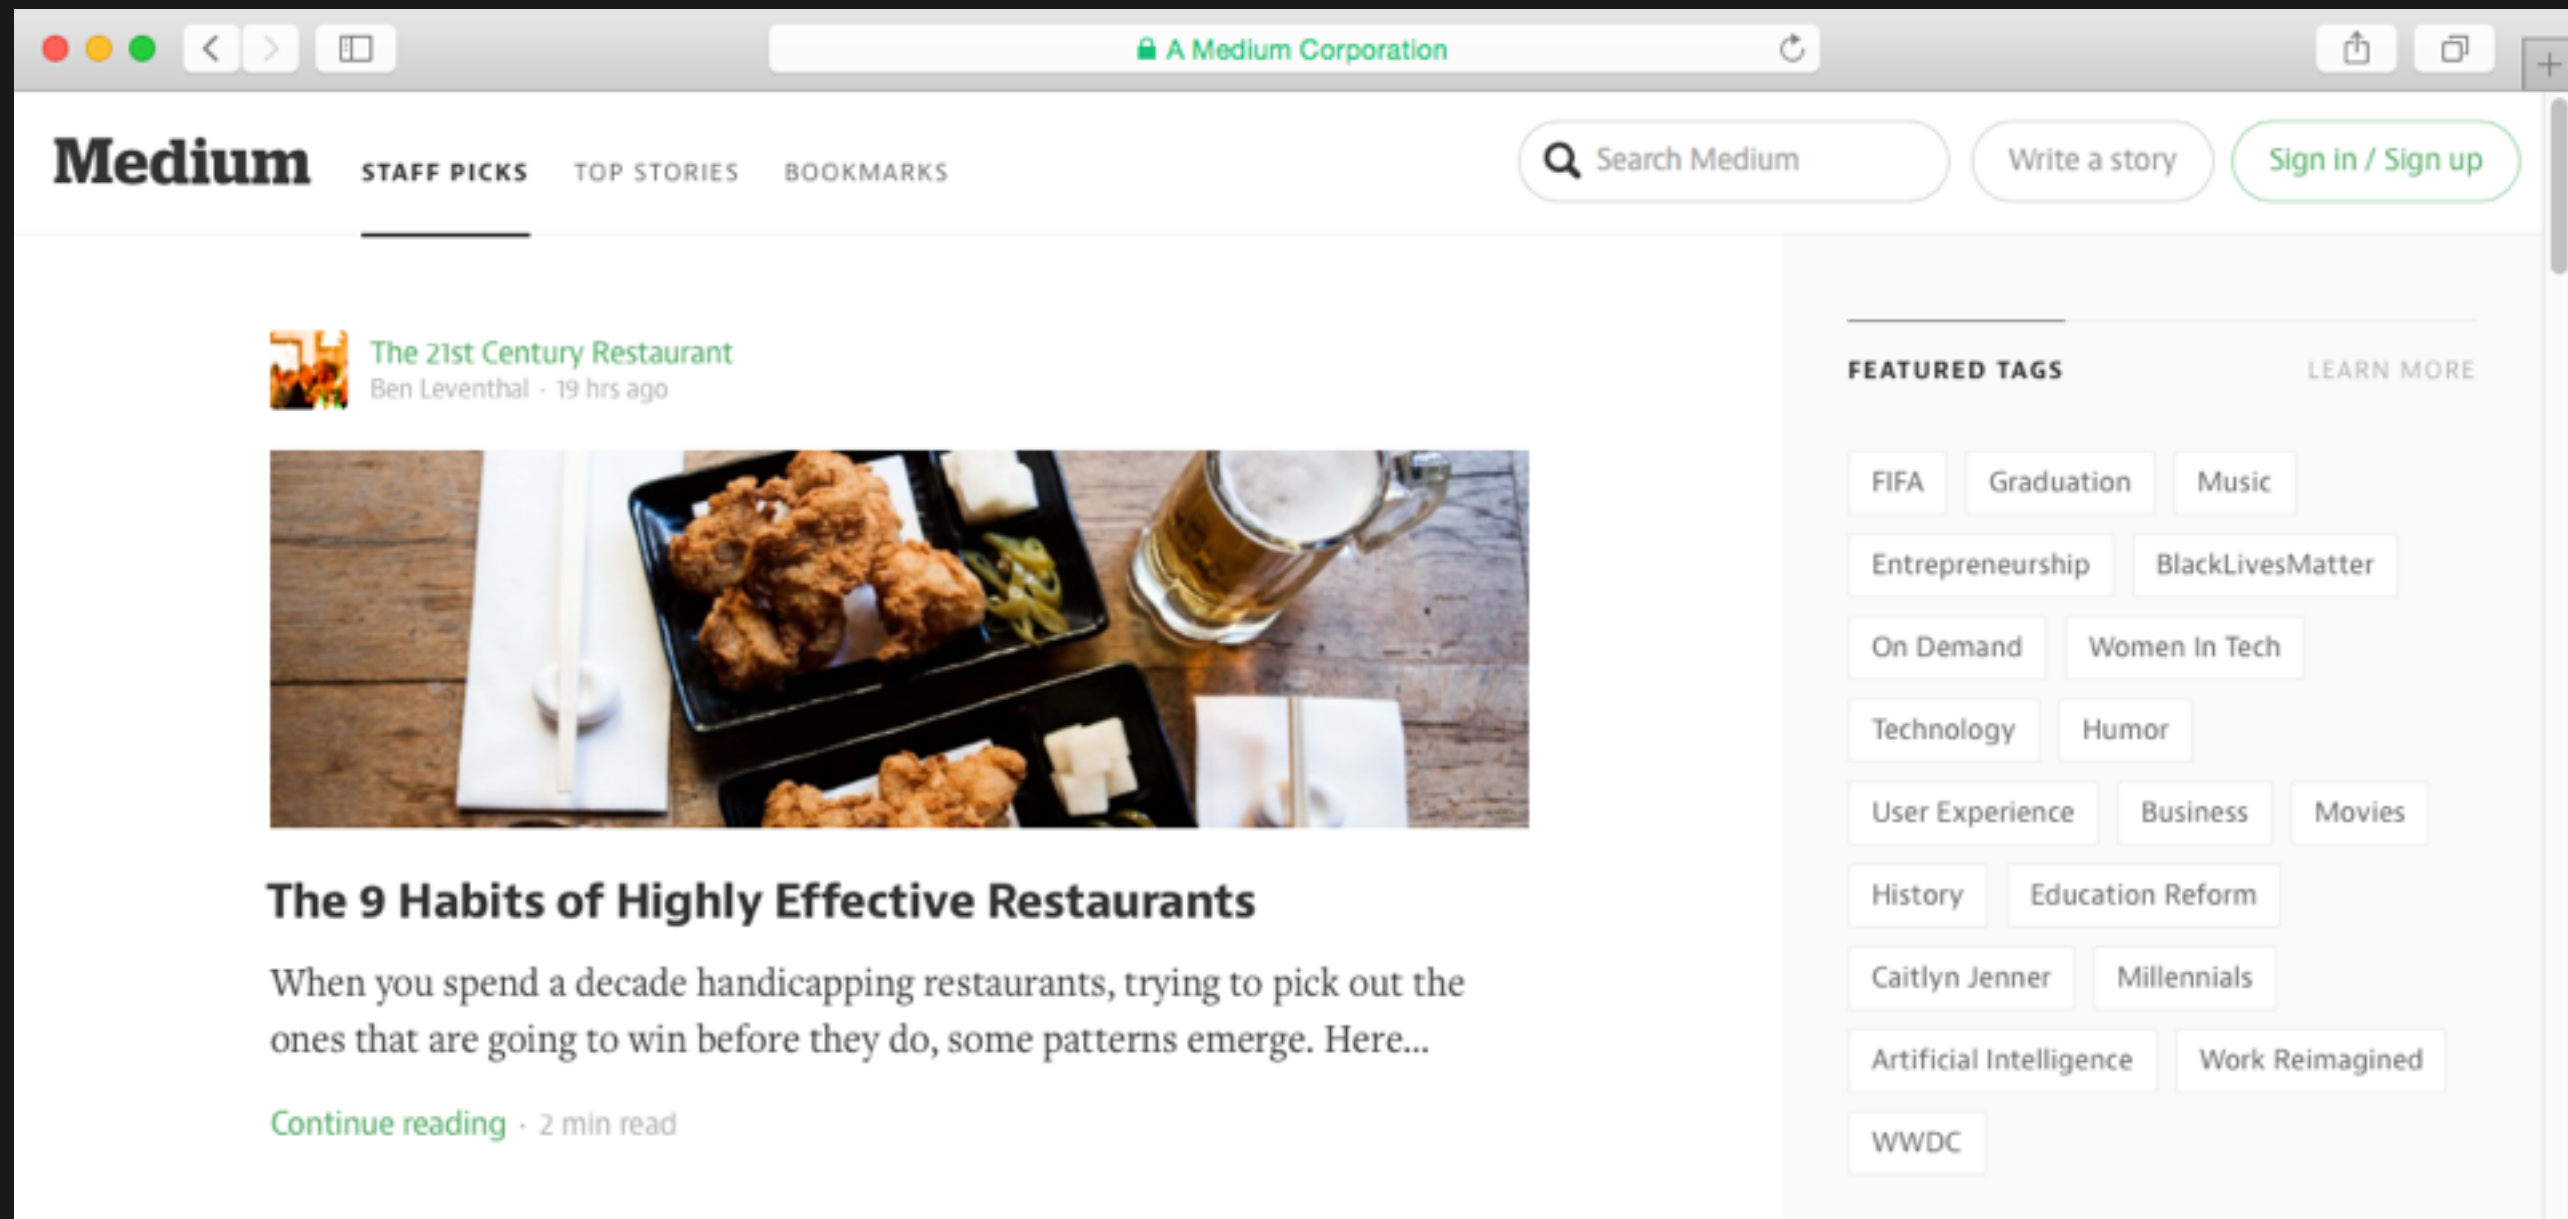 A Medium Corporation
Medium STAFF PICKS TOP STORIES BOOKMARKS Search Medium Write a story Sign in / Sign up
The 21st Century Restaurant
Ben Leventhal · 19 hrs ago
The 9 Habits of Highly Effective Restaurants
When you spend a decade handicapping restaurants, trying to pick out the
ones that are going to win before they do, some patterns emerge. Here...
Continue reading · 2 min read
FEATURED TAGS LEARN MORE
FIFA Graduation Music
Entrepreneurship BlackLivesMatter
On Demand Women In Tech
Technology Humor
User Experience Business Movies
History Education Reform
Caitlyn Jenner Millennials
Artificial Intelligence Work Reimagined
WWDC